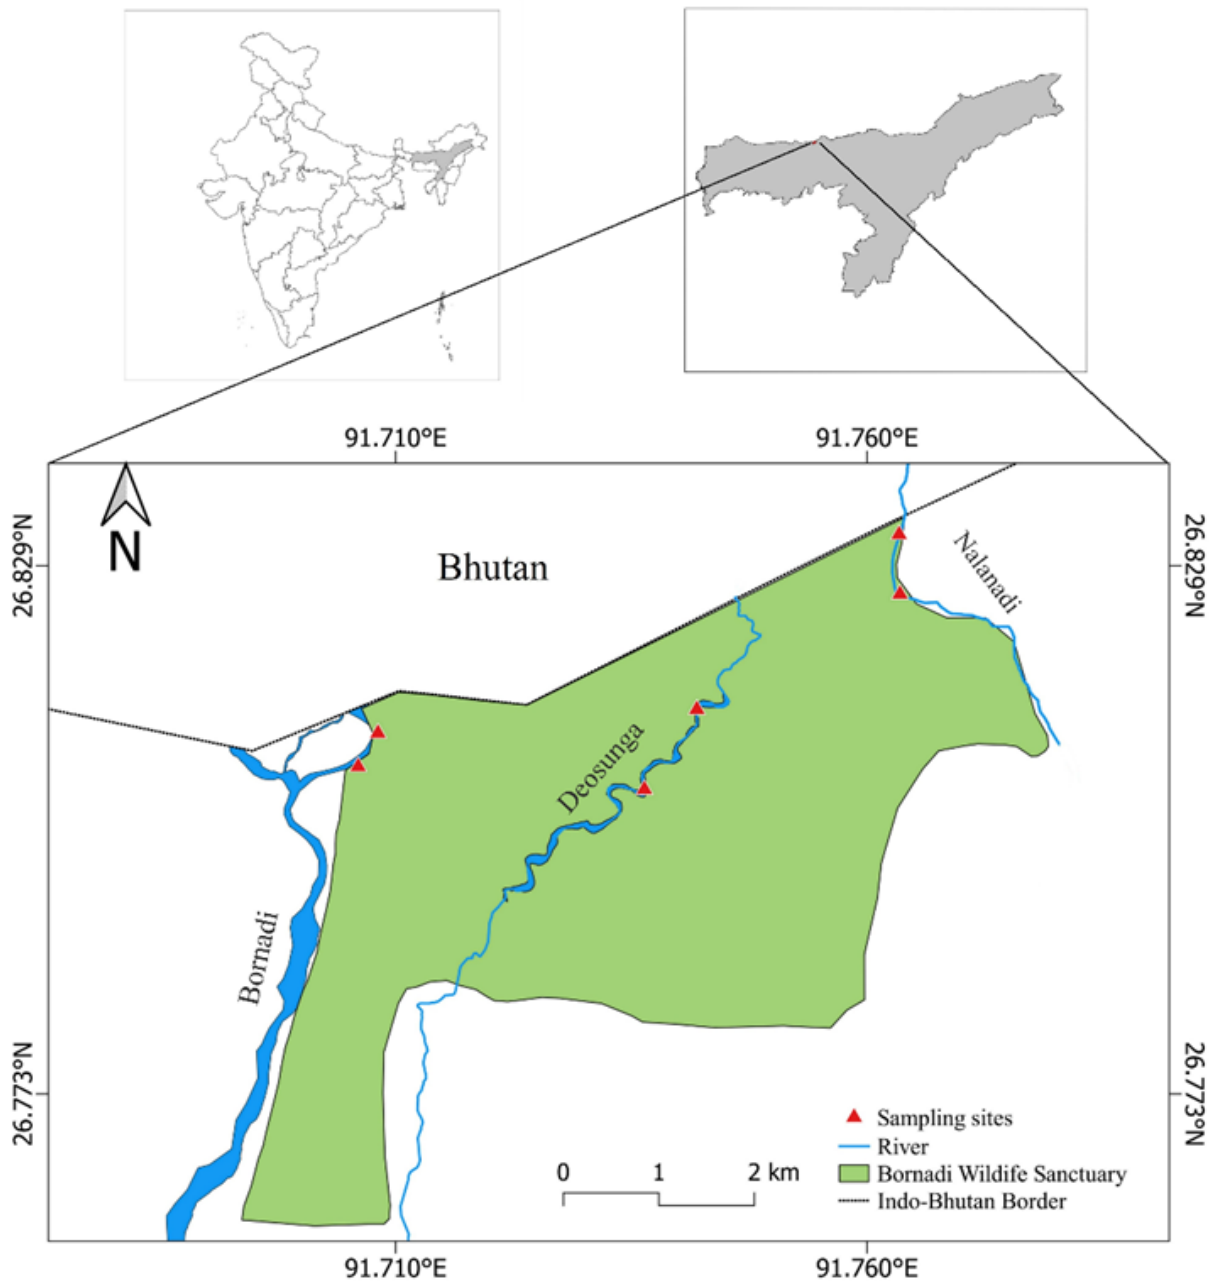 91.710°E
91.760°E
26.829°N
26.829°N
N
Bhutan
Nalanadi
Deosunga
Bornadi
26.773°N
26.773°N
Sampling sites
River
Bornadi Wildife Sanctuary
Indo-Bhutan Border
0 1 2 km
91.710°E
91.760°E